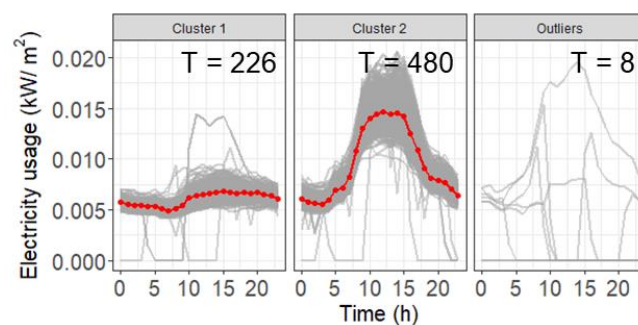 Cluster 1 Cluster 2 Outliers
T = 226 T = 480 T = 8
Electricity usage (kW/ m²)
0.020
0.015
0.010
0.005
0.000
0 5 10 15 20 0 5 10 15 20 0 5 10 15 20
Time (h)